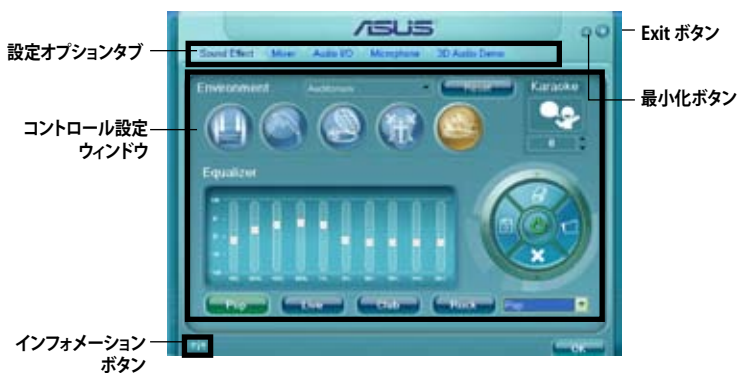 ASUS
Exit ボタン
設定オプションタブ
Sound Effect Mixer Audio I/O Microphone 3D Audio Demo
最小化ボタン
Environment Auditorium Reset Karaoke
コントロール設定
ウィンドウ
0
Equalizer
Pop Live Club Rock Pop
インフォメーション
ボタン
OK